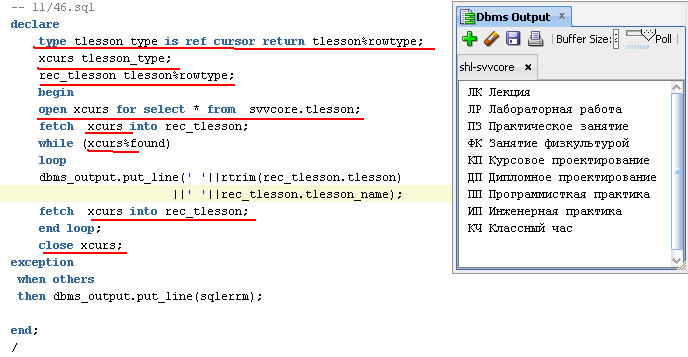 -- 11/46.sql
declare
type tlesson_type is ref cursor return tlesson%rowtype;
xcurs tlesson_type;
rec_tlesson tlesson%rowtype;
begin
open xcurs for select * from svvcore.tlesson;
fetch xcurs into rec_tlesson;
while (xcurs%found)
loop
dbms_output.put_line(' '||rtrim(rec_tlesson.tlesson)
||' '||rec_tlesson.tlesson_name);
fetch xcurs into rec_tlesson;
end loop;
close xcurs;
exception
when others
then dbms_output.put_line(sqlerrm);
end;
/
Dbms Output x
Buffer Size: Poll
shl-svvcore x
ЛК Лекция
ЛР Лабораторная работа
ПЗ Практическое занятие
ФК Занятие физкультурой
КП Курсовое проектирование
ДП Дипломное проектирование
ПП Программисткая практика
ИП Инженерная практика
КЧ Классный час